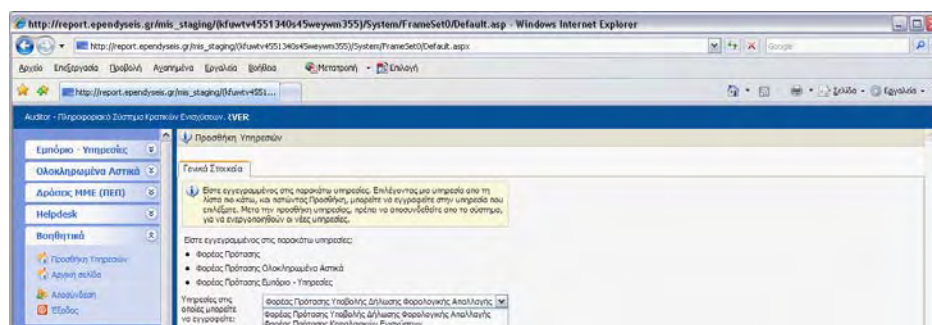 http://report.ependyseis.gr/mis_staging/(kfuwtv4551340s45weywm355)/System/FrameSet0/Default.asp - Windows Internet Explorer
http://report.ependyseis.gr/mis_staging/(kfuwtv4551340s45weywm355)/System/FrameSet0/Default.aspx
Google
Αρχείο Επεξεργασία Προβολή Αγαπημένα Εργαλεία Βοήθεια Μετατροπή Επιλογή
http://report.ependyseis.gr/mis_staging/(kfuwtv4551...
Σελίδα Εργαλεία
Auditor - Πληροφοριακό Σύστημα Κρατικών Ενισχύσεων. (VER
Προσθήκη Υπηρεσιών
Εμπόριο - Υπηρεσίες
Ολοκληρωμένα Αστικά
Δράσεις ΜΜΕ (ΠΕΠ)
Helpdesk
Βοηθητικά
Προσθήκη Υπηρεσιών
Αρχική σελίδα
Αποσύνδεση
Έξοδος
Γενικά Στοιχεία
Είστε εγγεγραμμένος στις παρακάτω υπηρεσίες. Επιλέγοντας μια υπηρεσία απο τη
λίστα πιο κάτω, και πατώντας Προσθήκη, μπορείτε να εγγραφείτε στην υπηρεσία που
επιλέξατε. Μετα την προσθήκη υπηρεσίας, πρέπει να αποσυνδεθείτε απο το σύστημα,
για να ενεργοποιηθούν οι νέες υπηρεσίες.
Είστε εγγεγραμμένος στις παρακάτω υπηρεσίες:
Φορέας Πρότασης
Φορέας Πρότασης Ολοκληρωμένα Αστικά
Φορέας Πρότασης Εμπόριο - Υπηρεσίες
Υπηρεσίες στις
οποίες μπορείτε
να εγγραφείτε:
Φορέας Πρότασης Υποβολής Δήλωσης Φορολογικής Απαλλαγής
Φορέας Πρότασης Υποβολής Δήλωσης Φορολογικής Απαλλαγής